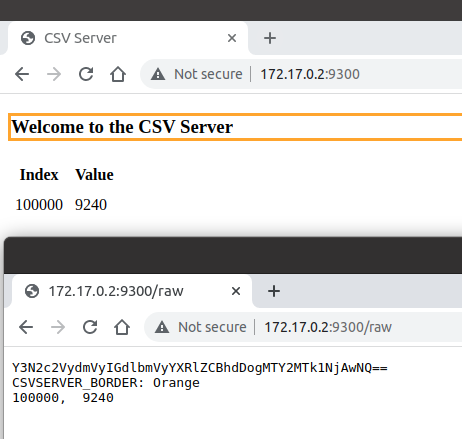 CSV Server
Not secure 172.17.0.2:9300
Welcome to the CSV Server
Index Value
100000 9240
172.17.0.2:9300/raw
Not secure 172.17.0.2:9300/raw
Y3N2c2VydmVyIGdlbmVyYXRlZCBhdDogMTY2MTk1NjAwNQ==
CSVSERVER_BORDER: Orange
100000, 9240